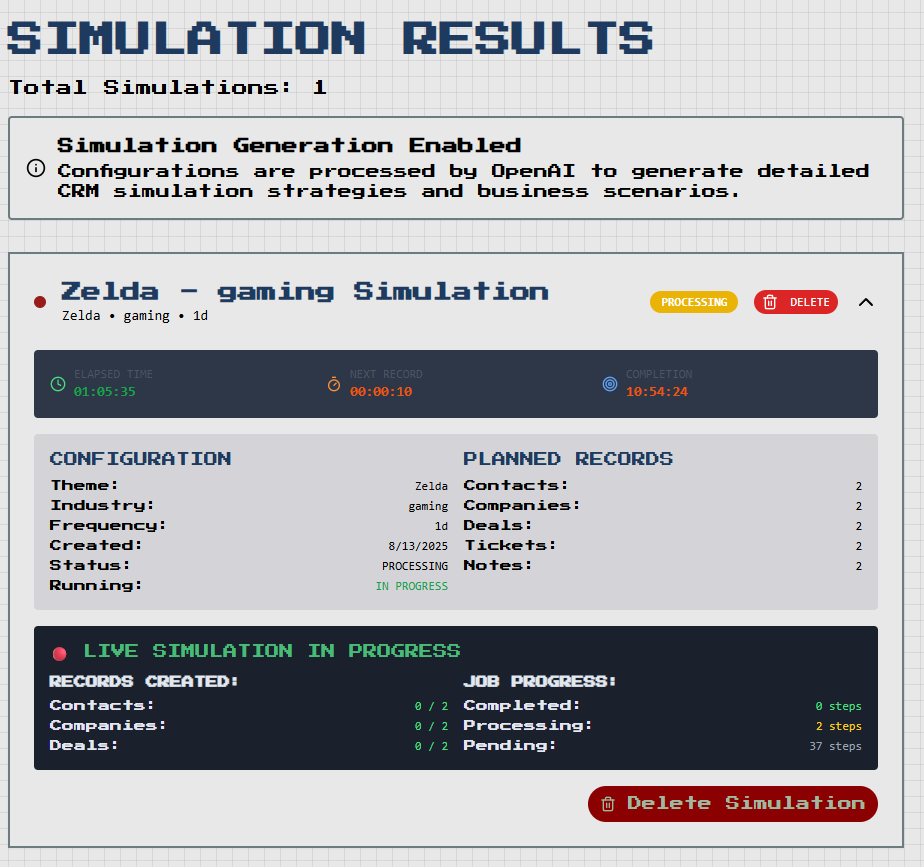 SIMULATION RESULTS
Total Simulations: 1
Simulation Generation Enabled
Configurations are processed by OpenAI to generate detailed
CRM simulation strategies and business scenarios.
Zelda - gaming Simulation
Zelda • gaming • 1d
PROCESSING
DELETE
ELAPSED TIME
01:05:35
NEXT RECORD
00:00:10
COMPLETION
10:54:24
CONFIGURATION
Theme: Zelda
Industry: gaming
Frequency: 1d
Created: 8/13/2025
Status: PROCESSING
Running: IN PROGRESS
PLANNED RECORDS
Contacts: 2
Companies: 2
Deals: 2
Tickets: 2
Notes: 2
LIVE SIMULATION IN PROGRESS
RECORDS CREATED:
Contacts: 0 / 2
Companies: 0 / 2
Deals: 0 / 2
JOB PROGRESS:
Completed: 0 steps
Processing: 2 steps
Pending: 37 steps
Delete Simulation